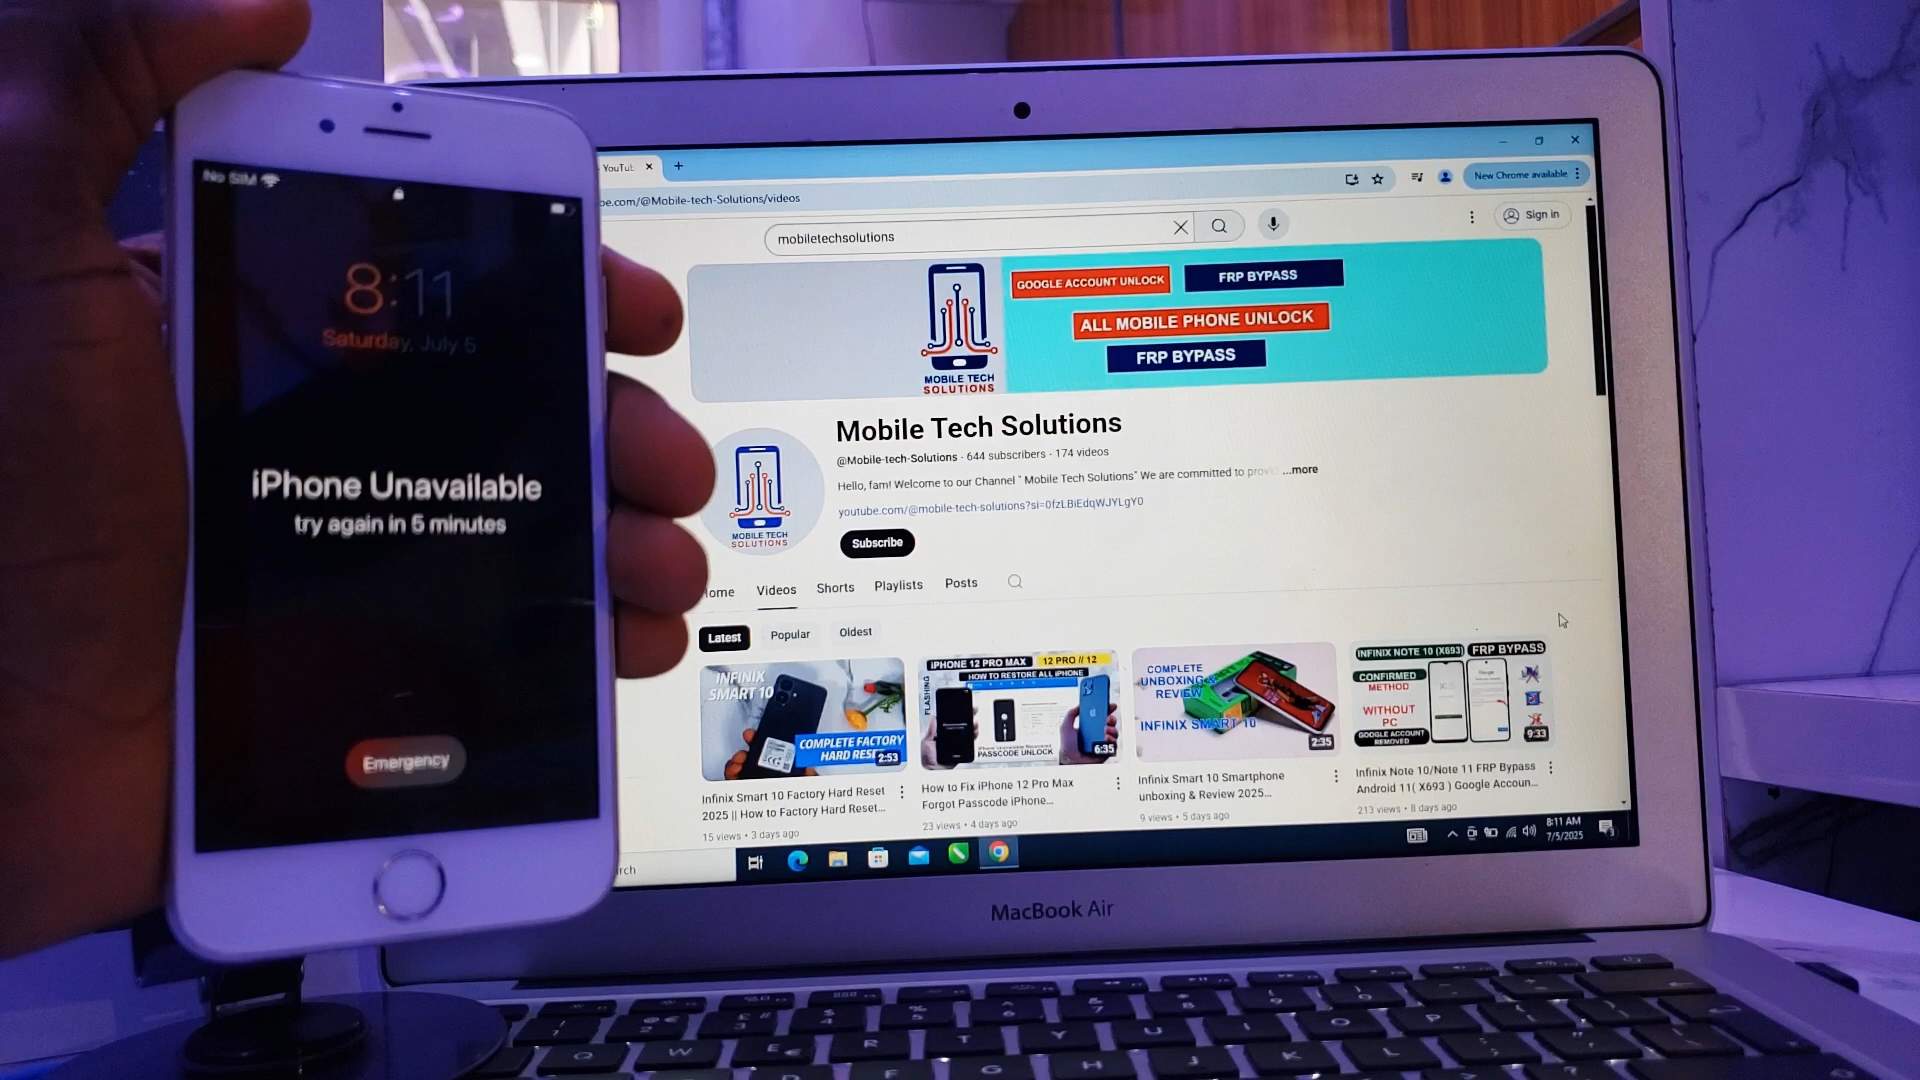 No SIM
8:11
Saturday, July 5
iPhone Unavailable
try again in 5 minutes
Emergency
YouTub
New Chrome available
be.com/@Mobile-tech-Solutions/videos
mobiletechsolutions
Sign in
MOBILE TECH
SOLUTIONS
GOOGLE ACCOUNT UNLOCK
FRP BYPASS
ALL MOBILE PHONE UNLOCK
FRP BYPASS
MOBILE TECH
SOLUTIONS
Mobile Tech Solutions
@Mobile-tech-Solutions · 644 subscribers · 174 videos
Hello, fam! Welcome to our Channel " Mobile Tech Solutions" We are committed to provi ...more
youtube.com/@mobile-tech-solutions?si=0fzLBiEdqWJYLgY0
Subscribe
ome Videos Shorts Playlists Posts
Latest Popular Oldest
INFINIX
SMART 10
COMPLETE FACTORY
HARD RESE
2:53
Infinix Smart 10 Factory Hard Reset
2025 || How to Factory Hard Reset...
15 views · 3 days ago
iPHONE 12 PRO MAX
12 PRO // 12
HOW TO RESTORE ALL iPHONE
FLASHING
iPhone Unavailable Recovered
PASSCODE UNLOCK
6:35
How to Fix iPhone 12 Pro Max
Forgot Passcode iPhone...
23 views · 4 days ago
COMPLETE
UNBOXING &
REVIEW
INFINIX SMART 10
2:35
Infinix Smart 10 Smartphone
unboxing & Review 2025...
9 views · 5 days ago
INFINIX NOTE 10 (X693)
FRP BYPASS
CONFIRMED
METHOD
WITHOUT
PC
GOOGLE ACCOUNT
REMOVED
9:33
Infinix Note 10/Note 11 FRP Bypass
Android 11( X693 ) Google Accoun...
213 views · 8 days ago
rch
8:11 AM
7/5/2025
MacBook Air
Q W E R T Y U I O P
D F G H J K L